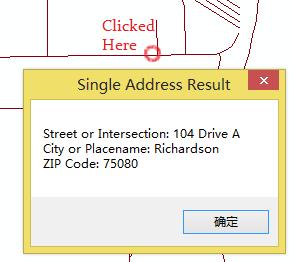 Clicked
Here
Single Address Result
Street or Intersection: 104 Drive A
City or Placename: Richardson
ZIP Code: 75080
确定